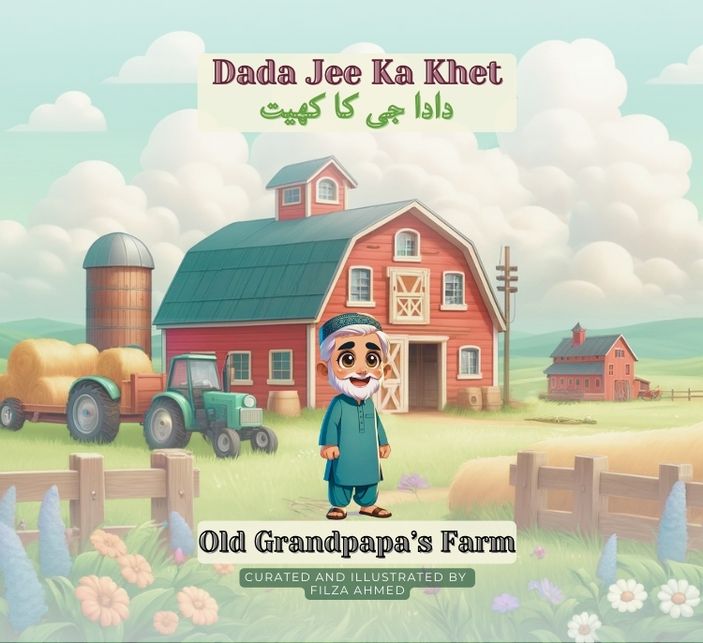 Dada Jee Ka Khet
دادا جی کا کھیت
Old Grandpapa's Farm
CURATED AND ILLUSTRATED BY
FILZA AHMED